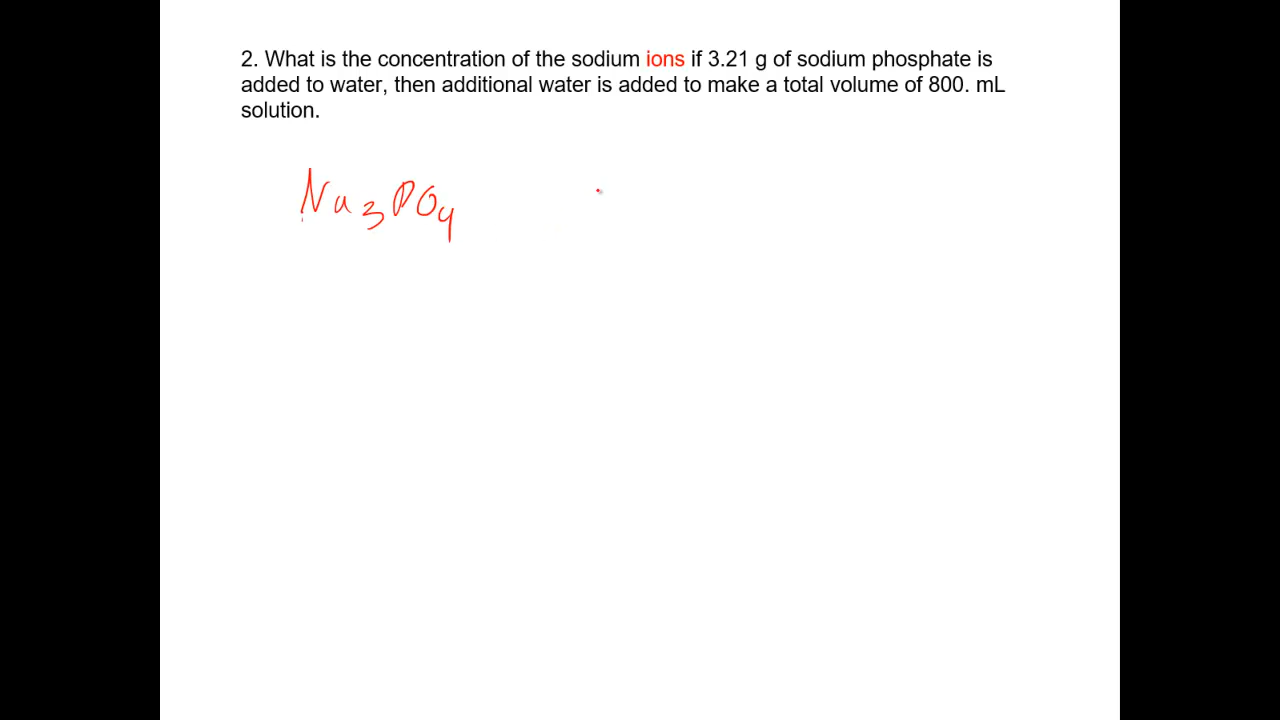 2. What is the concentration of the sodium ions if 3.21 g of sodium phosphate is
added to water, then additional water is added to make a total volume of 800. mL
solution.
Na3PO4